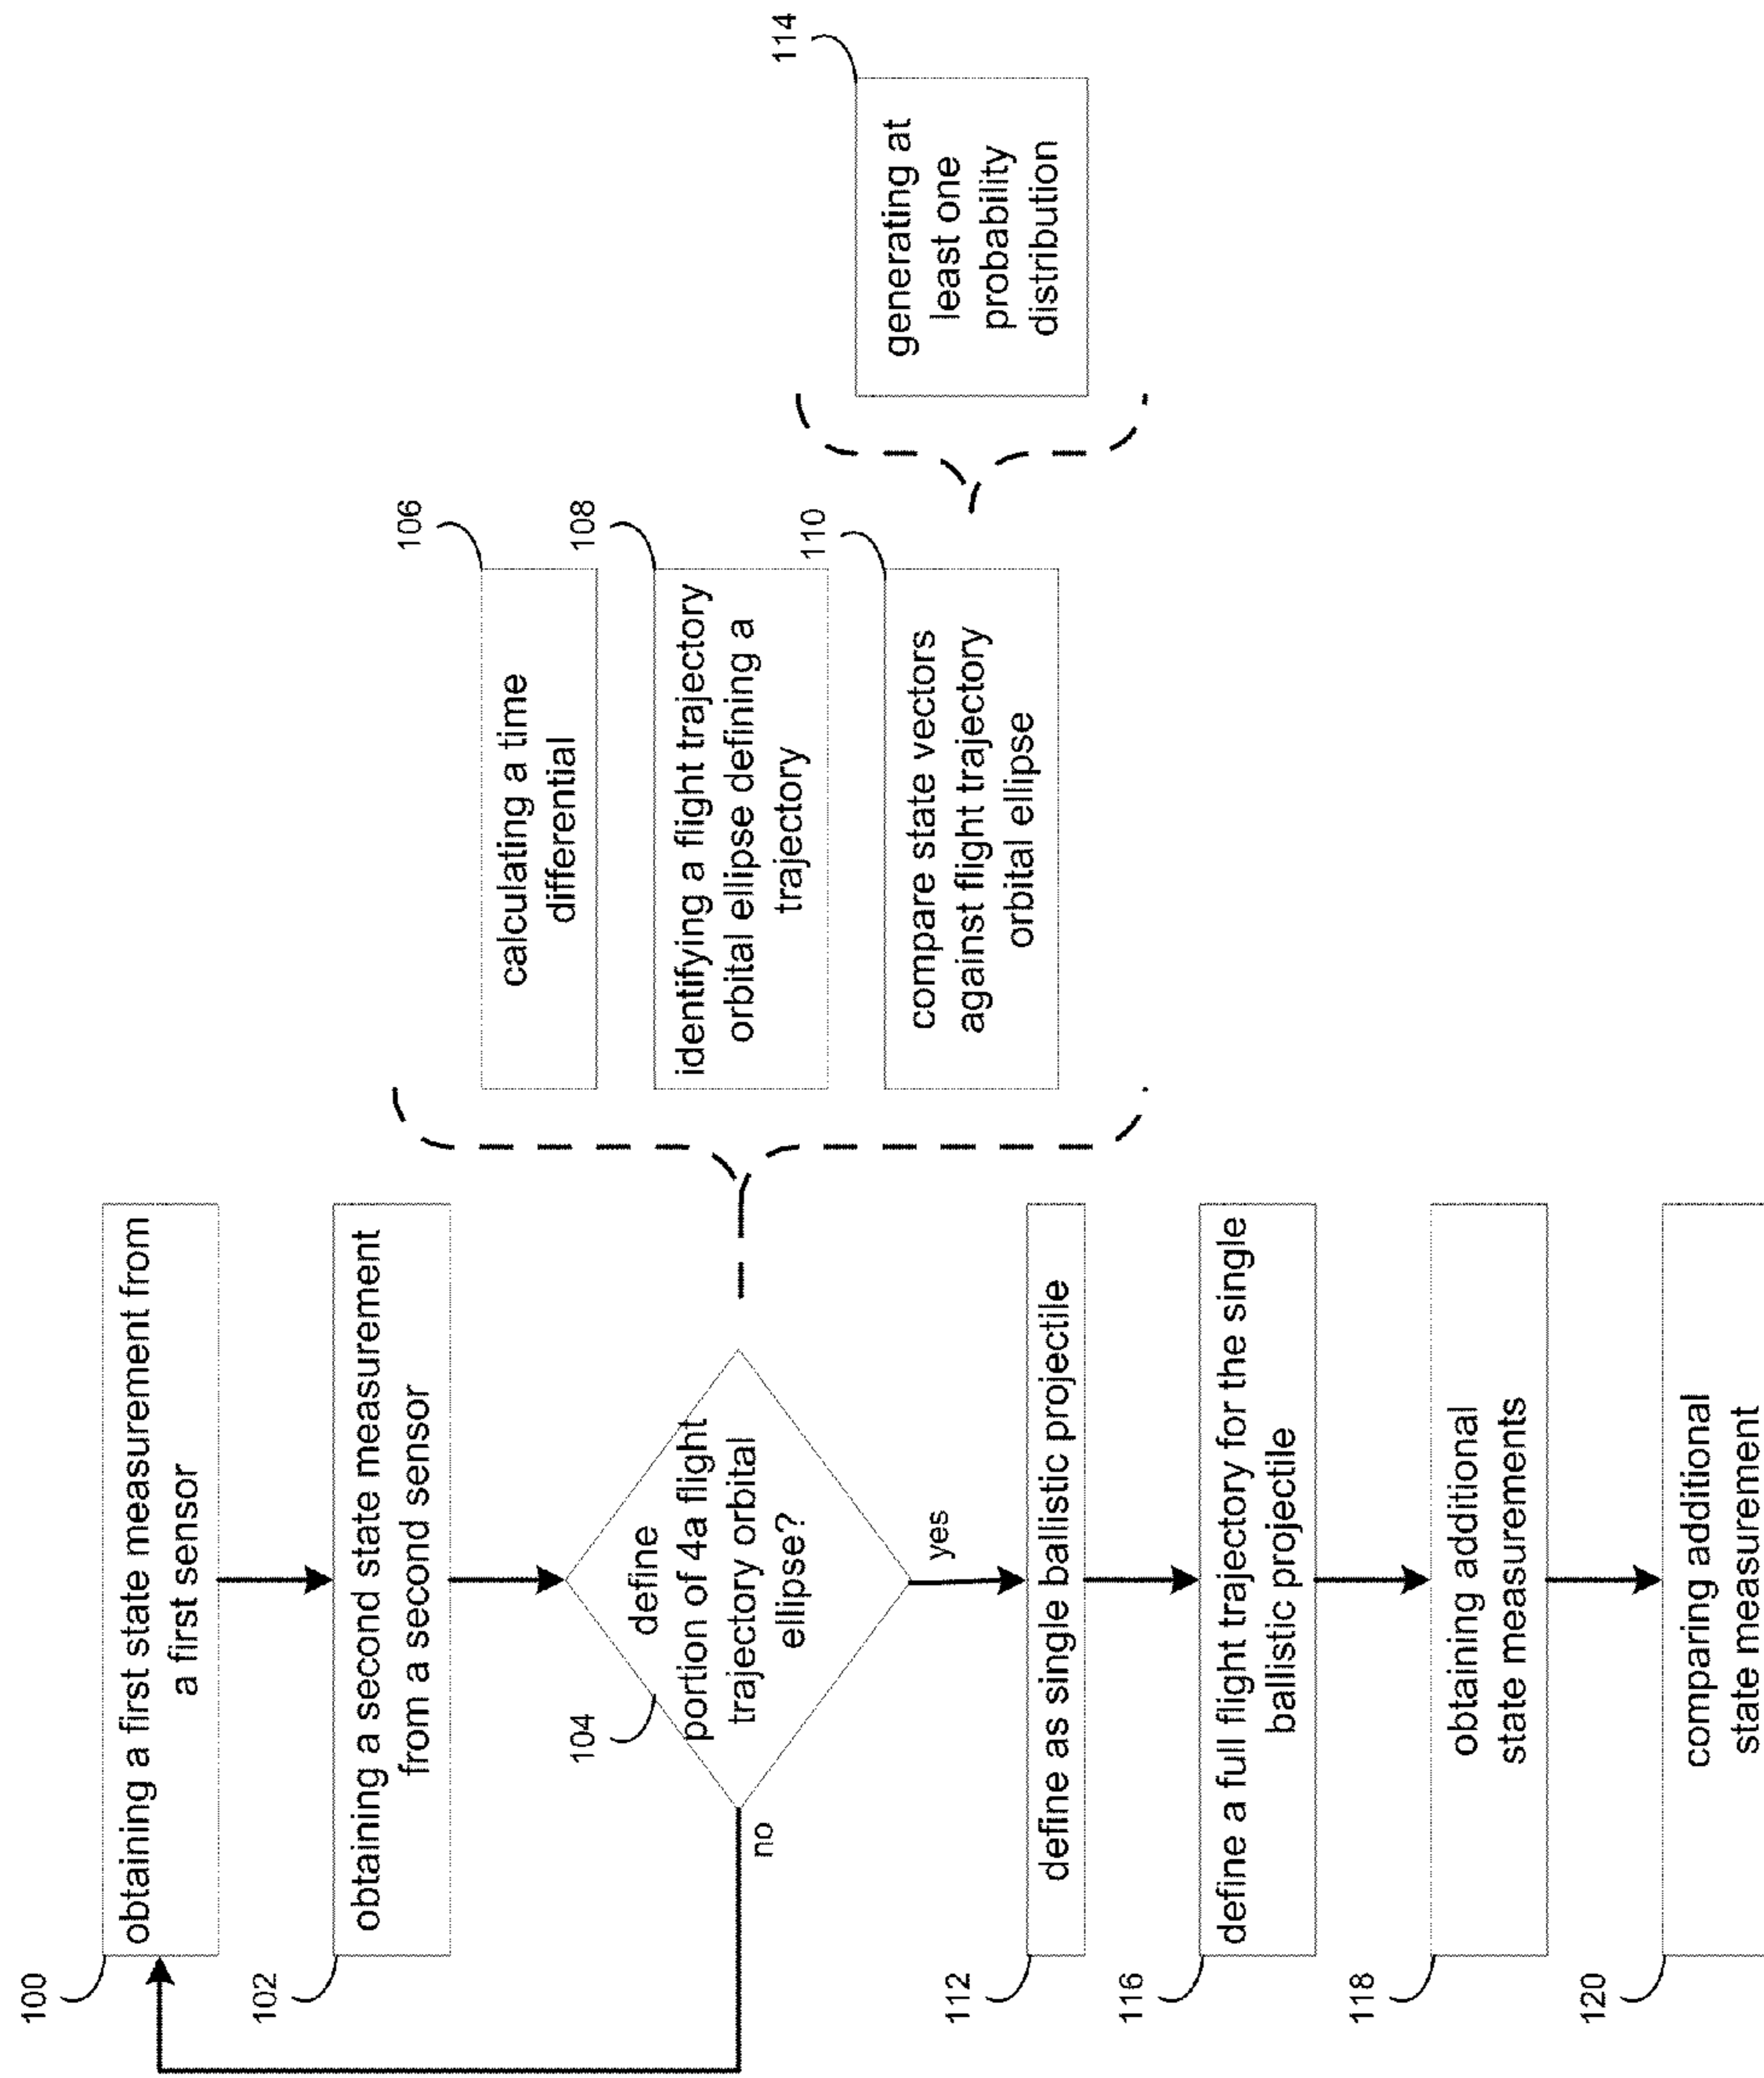 100
obtaining a first state measurement from
a first sensor
102
obtaining a second state measurement
from a second sensor
104
define
portion of 4a flight
trajectory orbital
ellipse?
no
yes
106
calculating a time
differential
108
identifying a flight trajectory
orbital ellipse defining a
trajectory
110
compare state vectors
against flight trajectory
orbital ellipse
114
generating at
least one
probability
distribution
112
define as single ballistic projectile
116
define a full flight trajectory for the single
ballistic projectile
118
obtaining additional
state measurements
120
comparing additional
state measurement